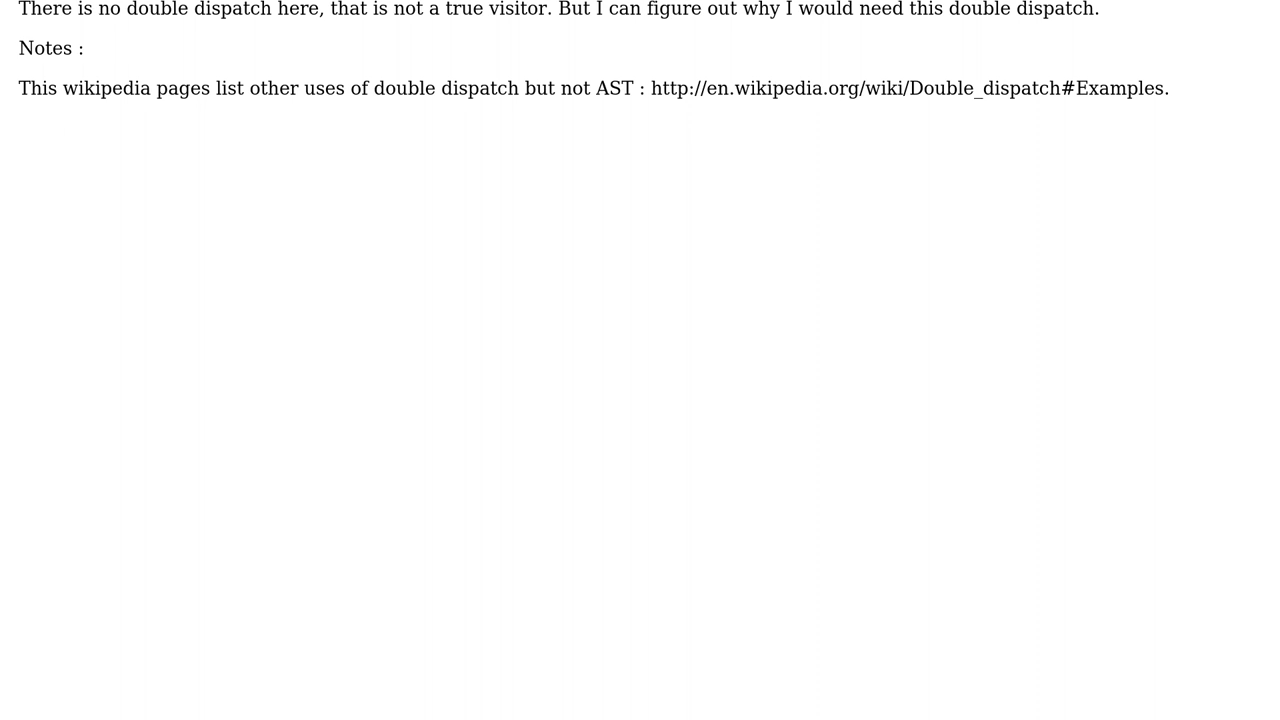 There is no double dispatch here, that is not a true visitor. But I can figure out why I would need this double dispatch.
Notes :
This wikipedia pages list other uses of double dispatch but not AST : http://en.wikipedia.org/wiki/Double_dispatch#Examples.